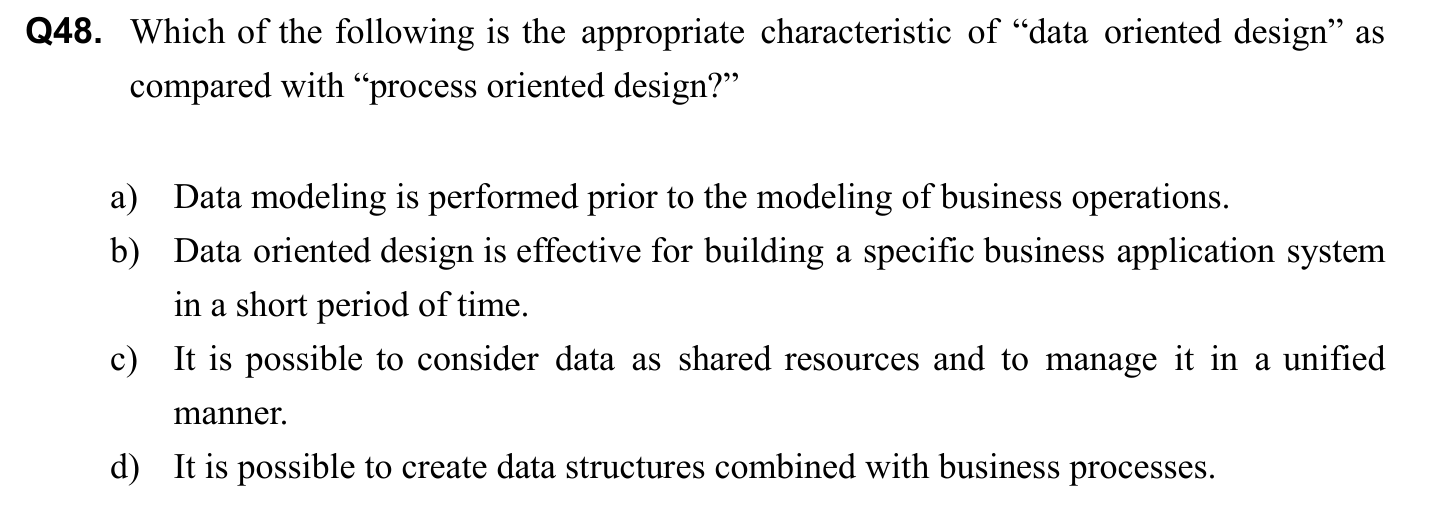 Q48. Which of the following is the appropriate characteristic of “data oriented design” as
compared with “process oriented design?”
a) Data modeling is performed prior to the modeling of business operations.
b) Data oriented design is effective for building a specific business application system
in a short period of time.
c) It is possible to consider data as shared resources and to manage it in a unified
manner.
d) It is possible to create data structures combined with business processes.